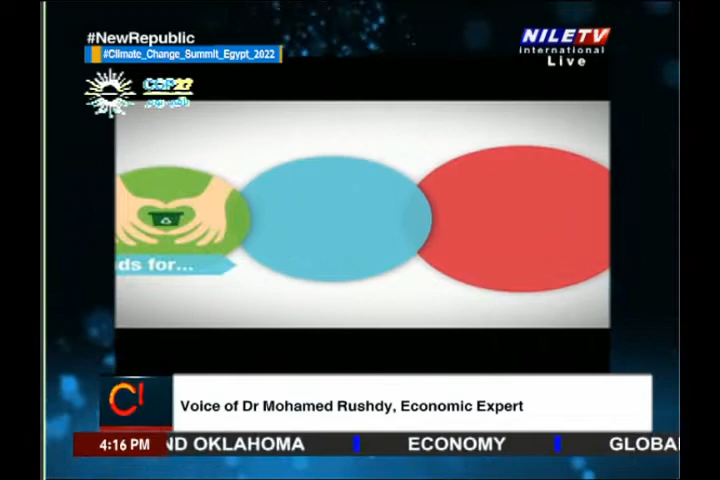 #NewRepublic
#Climate_Change_Summit_Egypt_2022
NILE TV
international
Live
COP27
ds for...
Voice of Dr Mohamed Rushdy, Economic Expert
4:16 PM
ND OKLAHOMA ECONOMY GLOBA